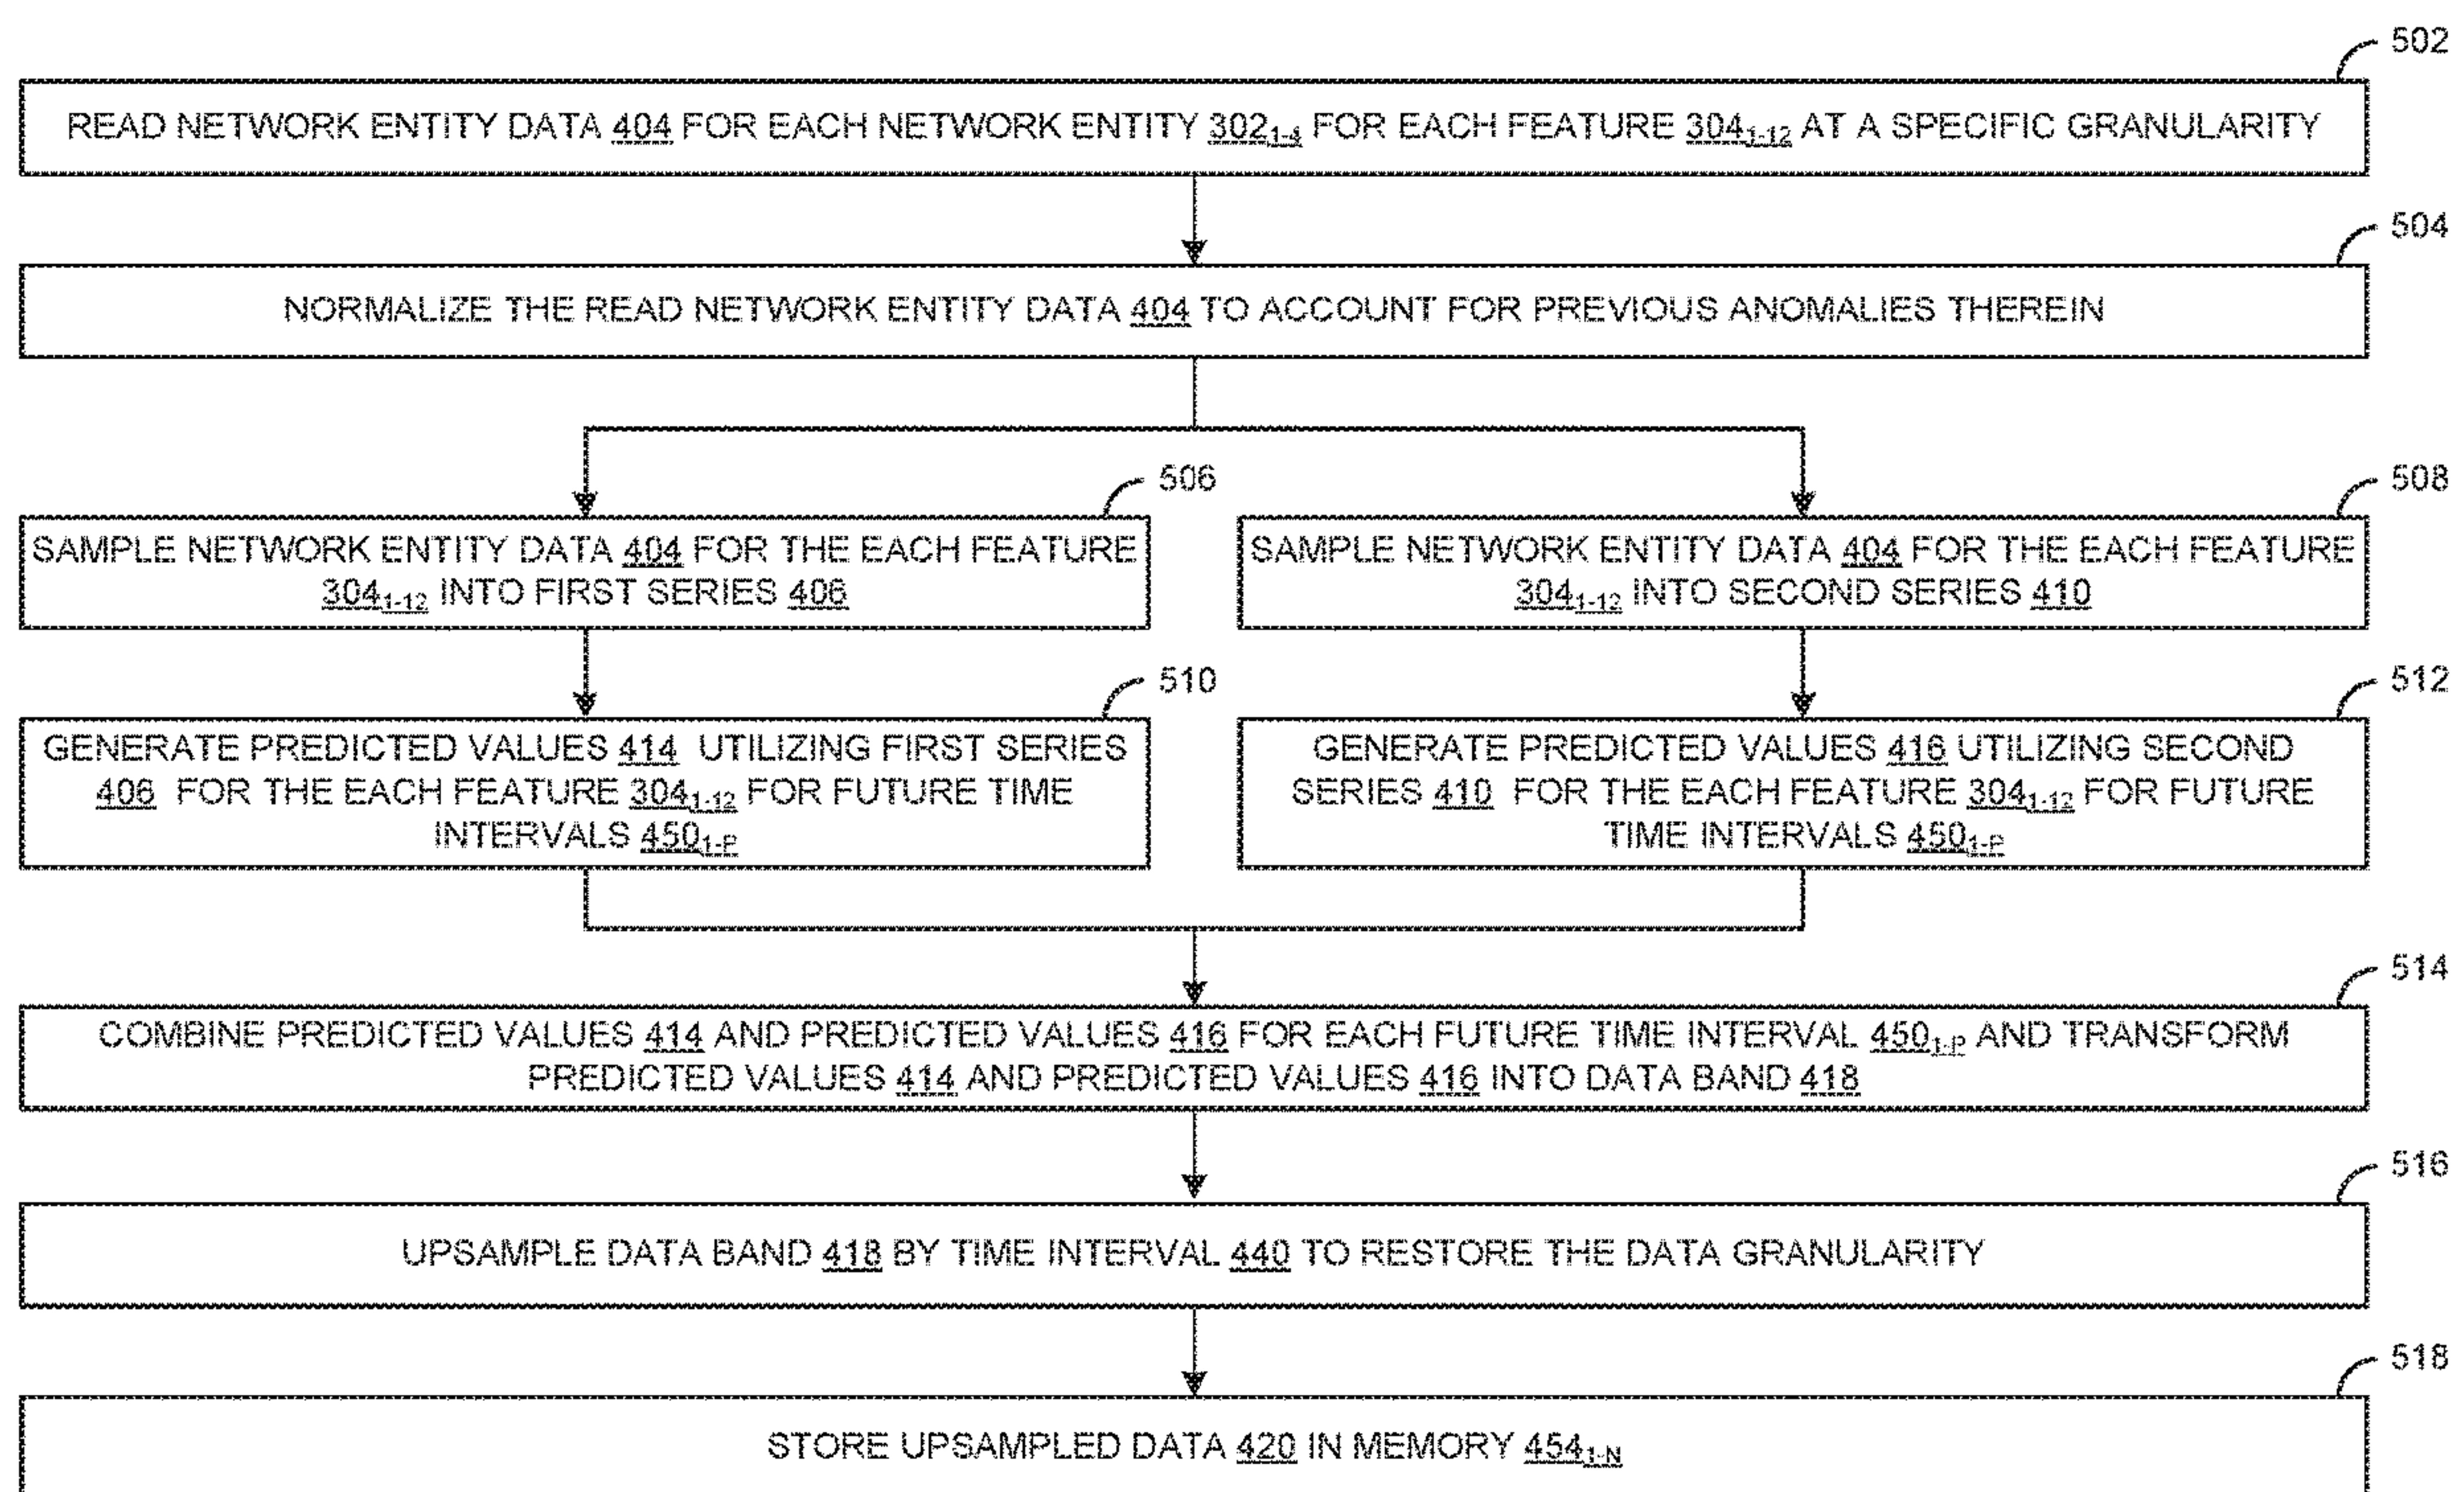 502
READ NETWORK ENTITY DATA 404 FOR EACH NETWORK ENTITY 302₁₋₄ FOR EACH FEATURE 304₁₋₁₂ AT A SPECIFIC GRANULARITY
504
NORMALIZE THE READ NETWORK ENTITY DATA 404 TO ACCOUNT FOR PREVIOUS ANOMALIES THEREIN
506
SAMPLE NETWORK ENTITY DATA 404 FOR THE EACH FEATURE
304₁₋₁₂ INTO FIRST SERIES 406
508
SAMPLE NETWORK ENTITY DATA 404 FOR THE EACH FEATURE
304₁₋₁₂ INTO SECOND SERIES 410
510
GENERATE PREDICTED VALUES 414 UTILIZING FIRST SERIES
406 FOR THE EACH FEATURE 304₁₋₁₂ FOR FUTURE TIME
INTERVALS 450₁₋P
512
GENERATE PREDICTED VALUES 416 UTILIZING SECOND
SERIES 410 FOR THE EACH FEATURE 304₁₋₁₂ FOR FUTURE
TIME INTERVALS 450₁₋P
514
COMBINE PREDICTED VALUES 414 AND PREDICTED VALUES 416 FOR EACH FUTURE TIME INTERVAL 450₁₋P AND TRANSFORM
PREDICTED VALUES 414 AND PREDICTED VALUES 416 INTO DATA BAND 418
516
UPSAMPLE DATA BAND 418 BY TIME INTERVAL 440 TO RESTORE THE DATA GRANULARITY
518
STORE UPSAMPLED DATA 420 IN MEMORY 454₁₋N